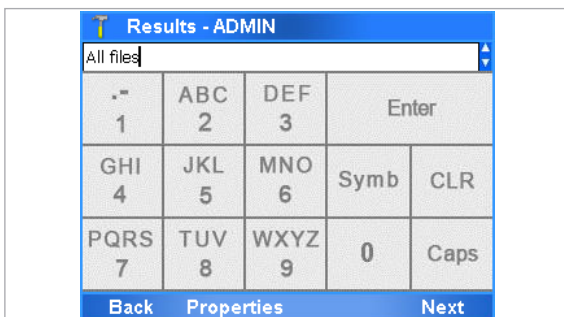 Results - ADMIN
All files
.- ABC DEF Enter
1 2 3
GHI JKL MNO Symb CLR
4 5 6
PQRS TUV WXYZ 0 Caps
7 8 9
Back Properties Next